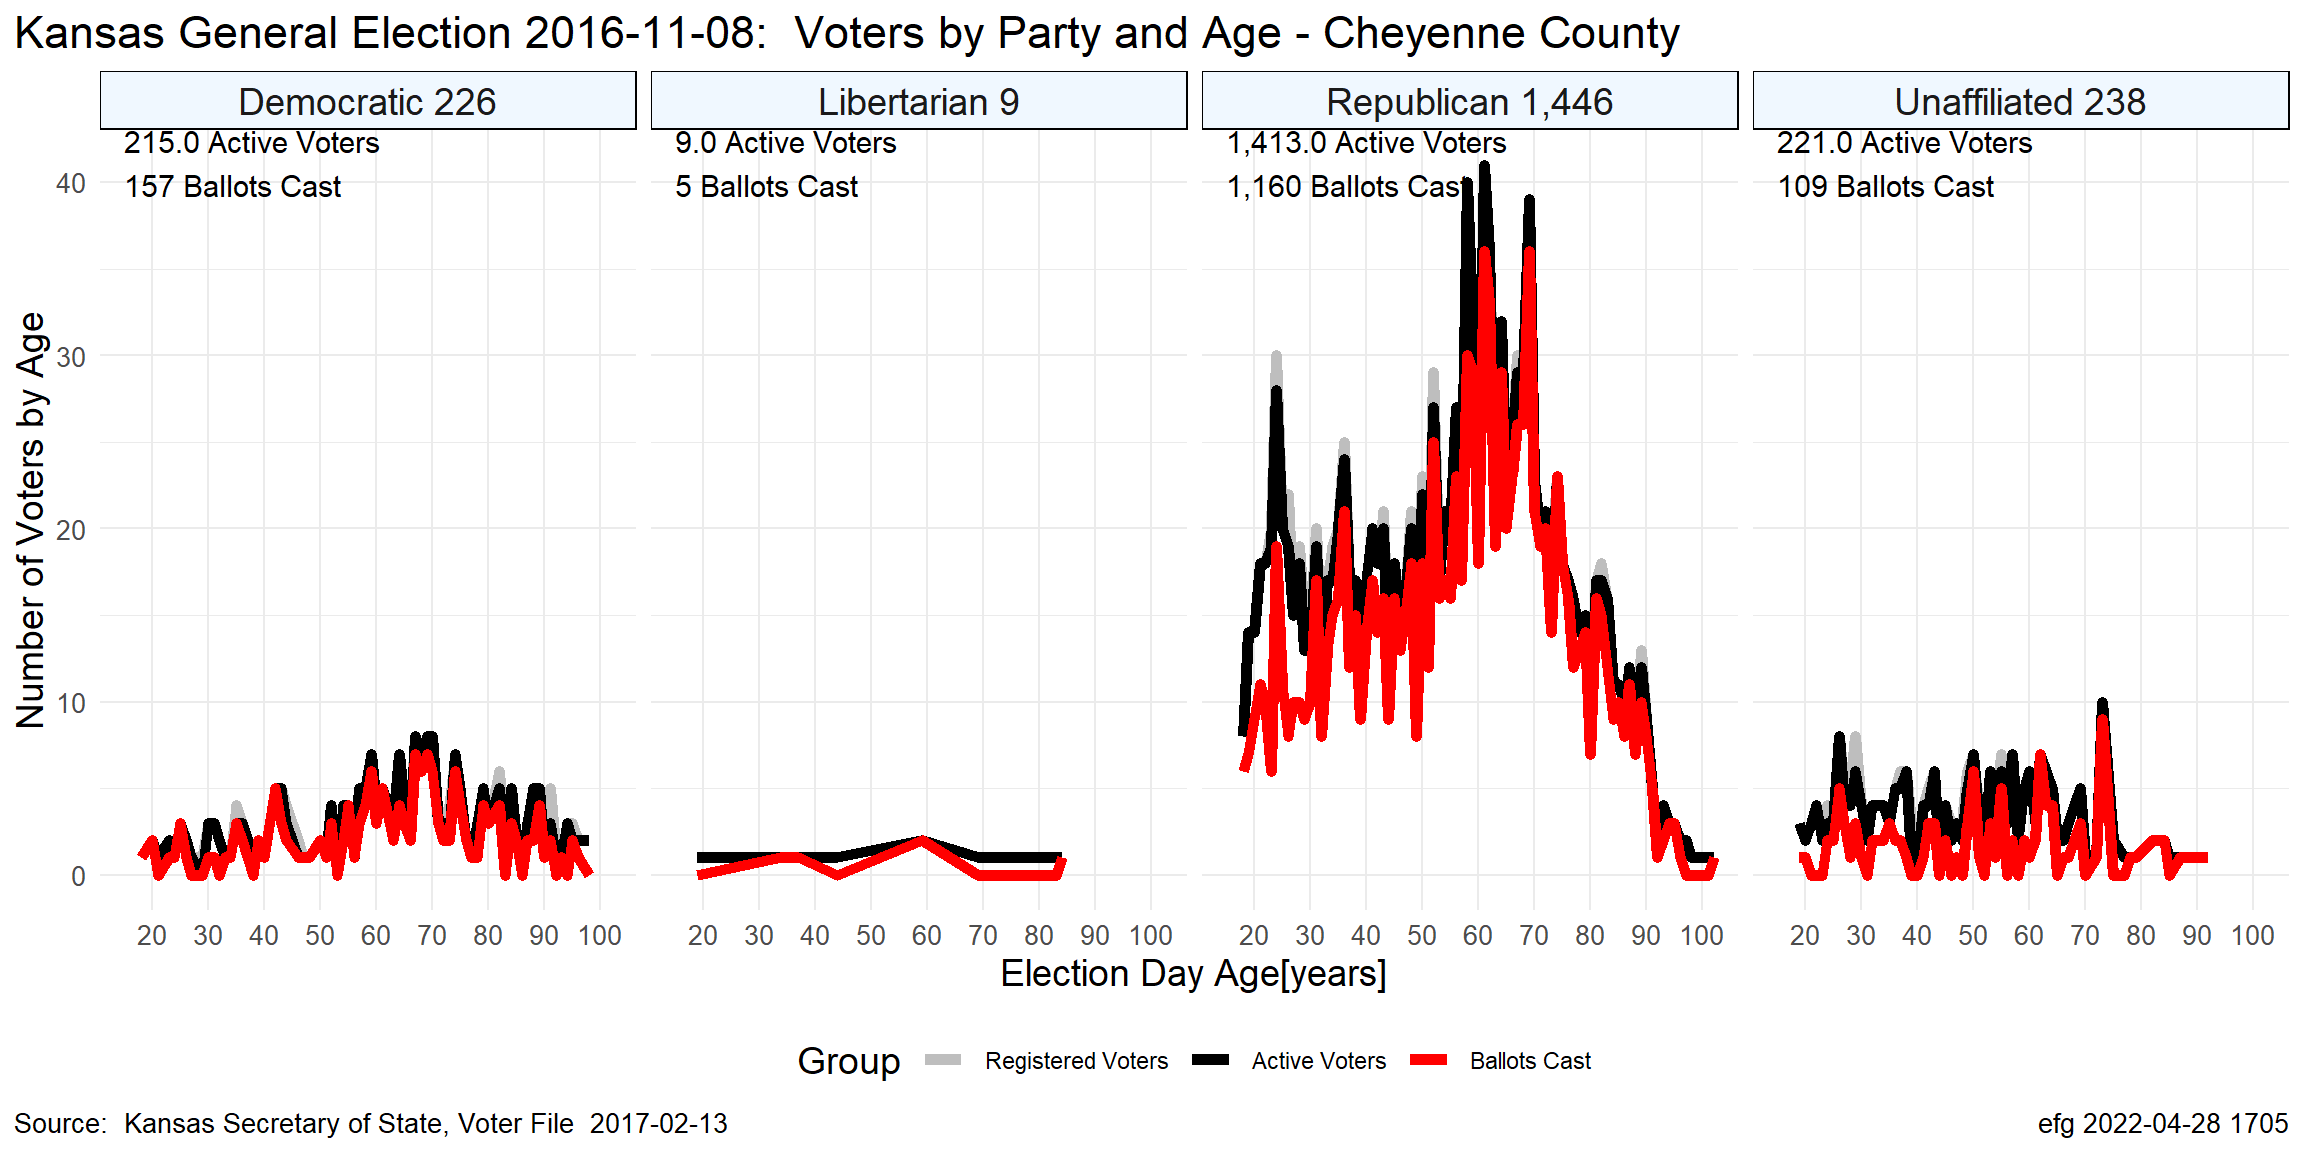 Kansas General Election 2016-11-08:  Voters by Party and Age - Cheyenne County
Democratic 226
Libertarian 9
Republican 1,446
Unaffiliated 238
215.0 Active Voters
157 Ballots Cast
9.0 Active Voters
5 Ballots Cast
1,413.0 Active Voters
1,160 Ballots Cast
221.0 Active Voters
109 Ballots Cast
Number of Voters by Age
40
30
20
10
0
20 30 40 50 60 70 80 90 100
20 30 40 50 60 70 80 90 100
20 30 40 50 60 70 80 90 100
20 30 40 50 60 70 80 90 100
Election Day Age[years]
Group Registered Voters Active Voters Ballots Cast
Source:  Kansas Secretary of State, Voter File  2017-02-13
efg 2022-04-28 1705